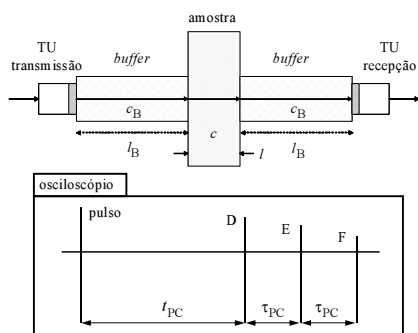 amostra
TU
transmissão
buffer
buffer
TU
recepção
c_B
c_B
l_B
c
l
l_B
osciloscópio
pulso
D
E
F
t_PC
τ_PC
τ_PC